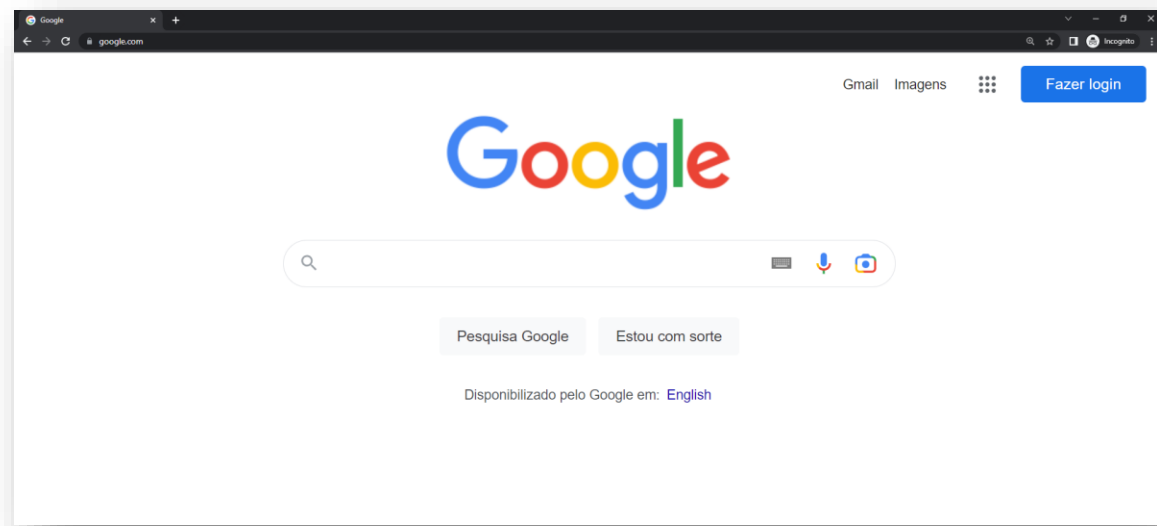 Google
google.com
Incognito
Gmail Imagens Fazer login
Google
Pesquisa Google Estou com sorte
Disponibilizado pelo Google em: English